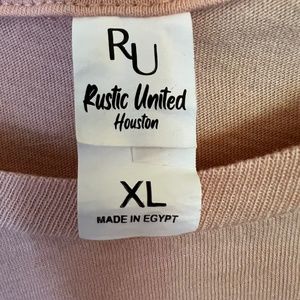 RU
Rustic United
Houston
XL
MADE IN EGYPT